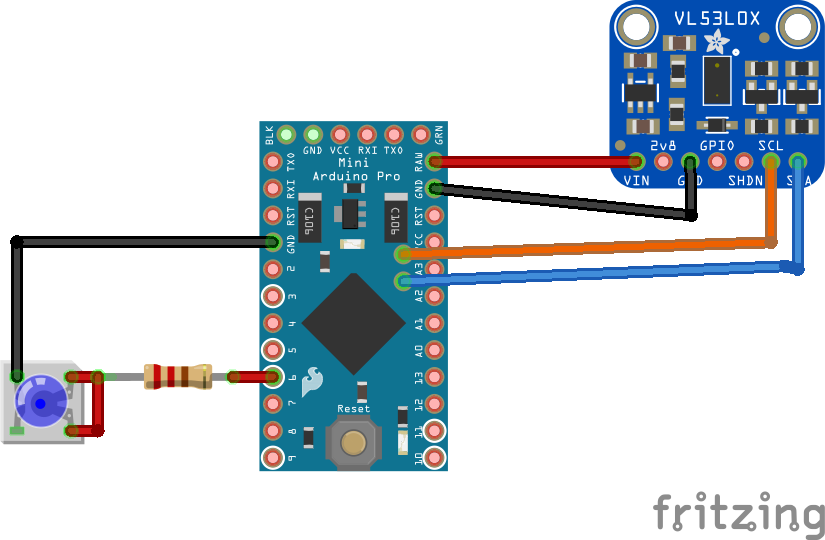 VL53L0X
2v8 GPIO SCL
VIN GND SHDN SDA
BLK GND VCC RXI TXO GRN
Mini
Arduino Pro
TXO RAW
RXI GND
RST RST
GND VCC
2 A3
3 A2
4 A1
5 A0
6 13
7 12
8 11
9 10
C106 C106
Reset
fritzing